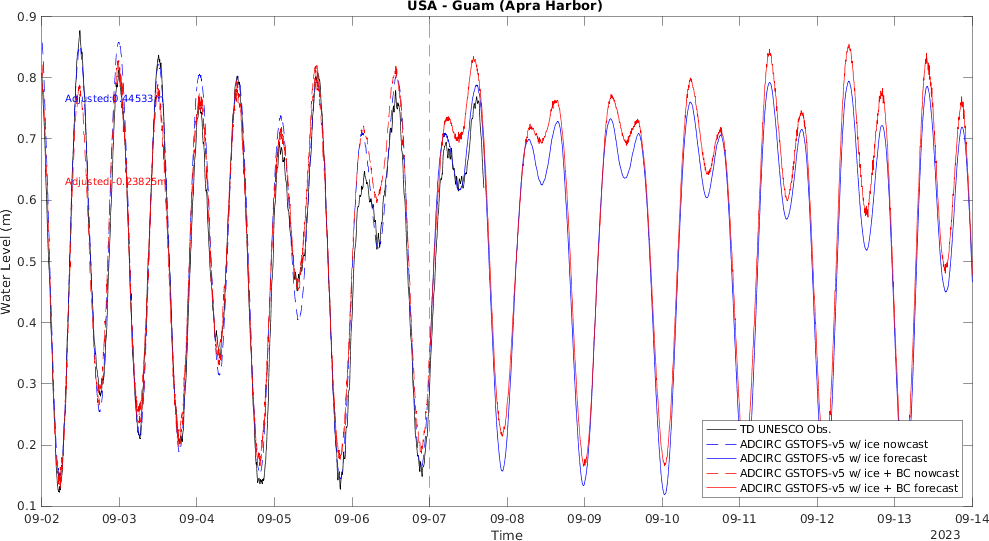 USA - Guam (Apra Harbor)
0.9
0.8
0.7
0.6
0.5
0.4
0.3
0.2
0.1
Water Level (m)
Adjusted:0.44533m
Adjusted:-0.23825m
TD UNESCO Obs.
ADCIRC GSTOFS-v5 w/ ice nowcast
ADCIRC GSTOFS-v5 w/ ice forecast
ADCIRC GSTOFS-v5 w/ ice + BC nowcast
ADCIRC GSTOFS-v5 w/ ice + BC forecast
09-02 09-03 09-04 09-05 09-06 09-07 09-08 09-09 09-10 09-11 09-12 09-13 09-14
Time
2023